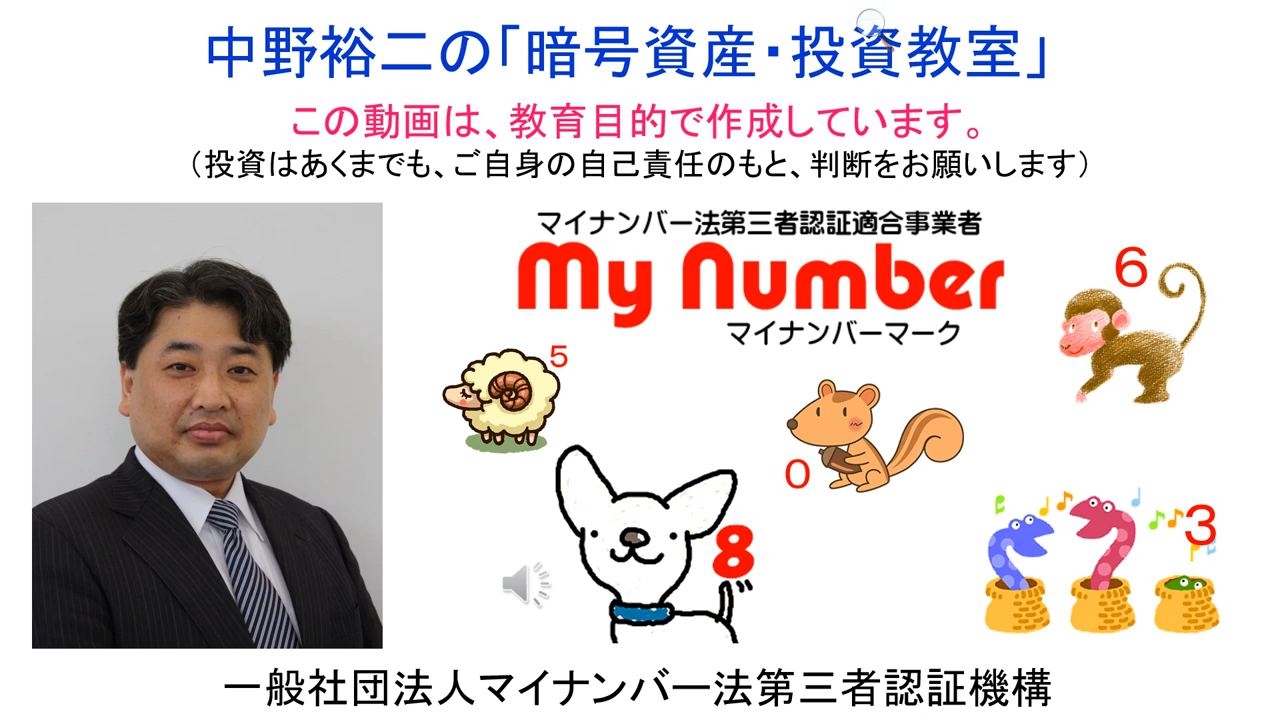 中野裕二の「暗号資産・投資教室」
この動画は、教育目的で作成しています。
（投資はあくまでも、ご自身の自己責任のもと、判断をお願いします）
マイナンバー法第三者認証適合事業者
My Number
マイナンバーマーク
6
5
0
8
3
一般社団法人マイナンバー法第三者認証機構